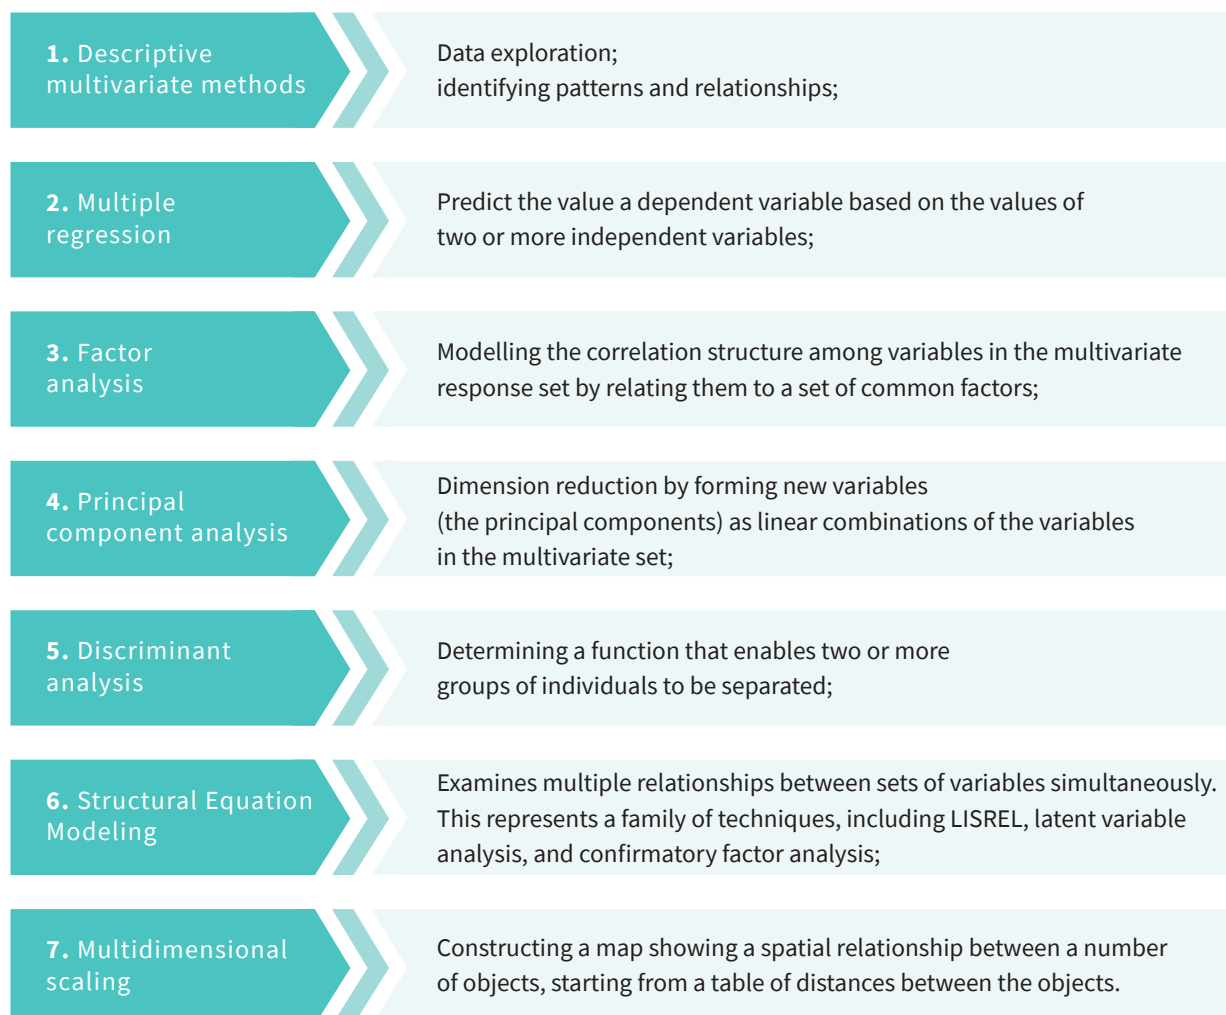 1. Descriptive
multivariate methods
Data exploration;
identifying patterns and relationships;
2. Multiple
regression
Predict the value a dependent variable based on the values of
two or more independent variables;
3. Factor
analysis
Modelling the correlation structure among variables in the multivariate
response set by relating them to a set of common factors;
4. Principal
component analysis
Dimension reduction by forming new variables
(the principal components) as linear combinations of the variables
in the multivariate set;
5. Discriminant
analysis
Determining a function that enables two or more
groups of individuals to be separated;
6. Structural Equation
Modeling
Examines multiple relationships between sets of variables simultaneously.
This represents a family of techniques, including LISREL, latent variable
analysis, and confirmatory factor analysis;
7. Multidimensional
scaling
Constructing a map showing a spatial relationship between a number
of objects, starting from a table of distances between the objects.